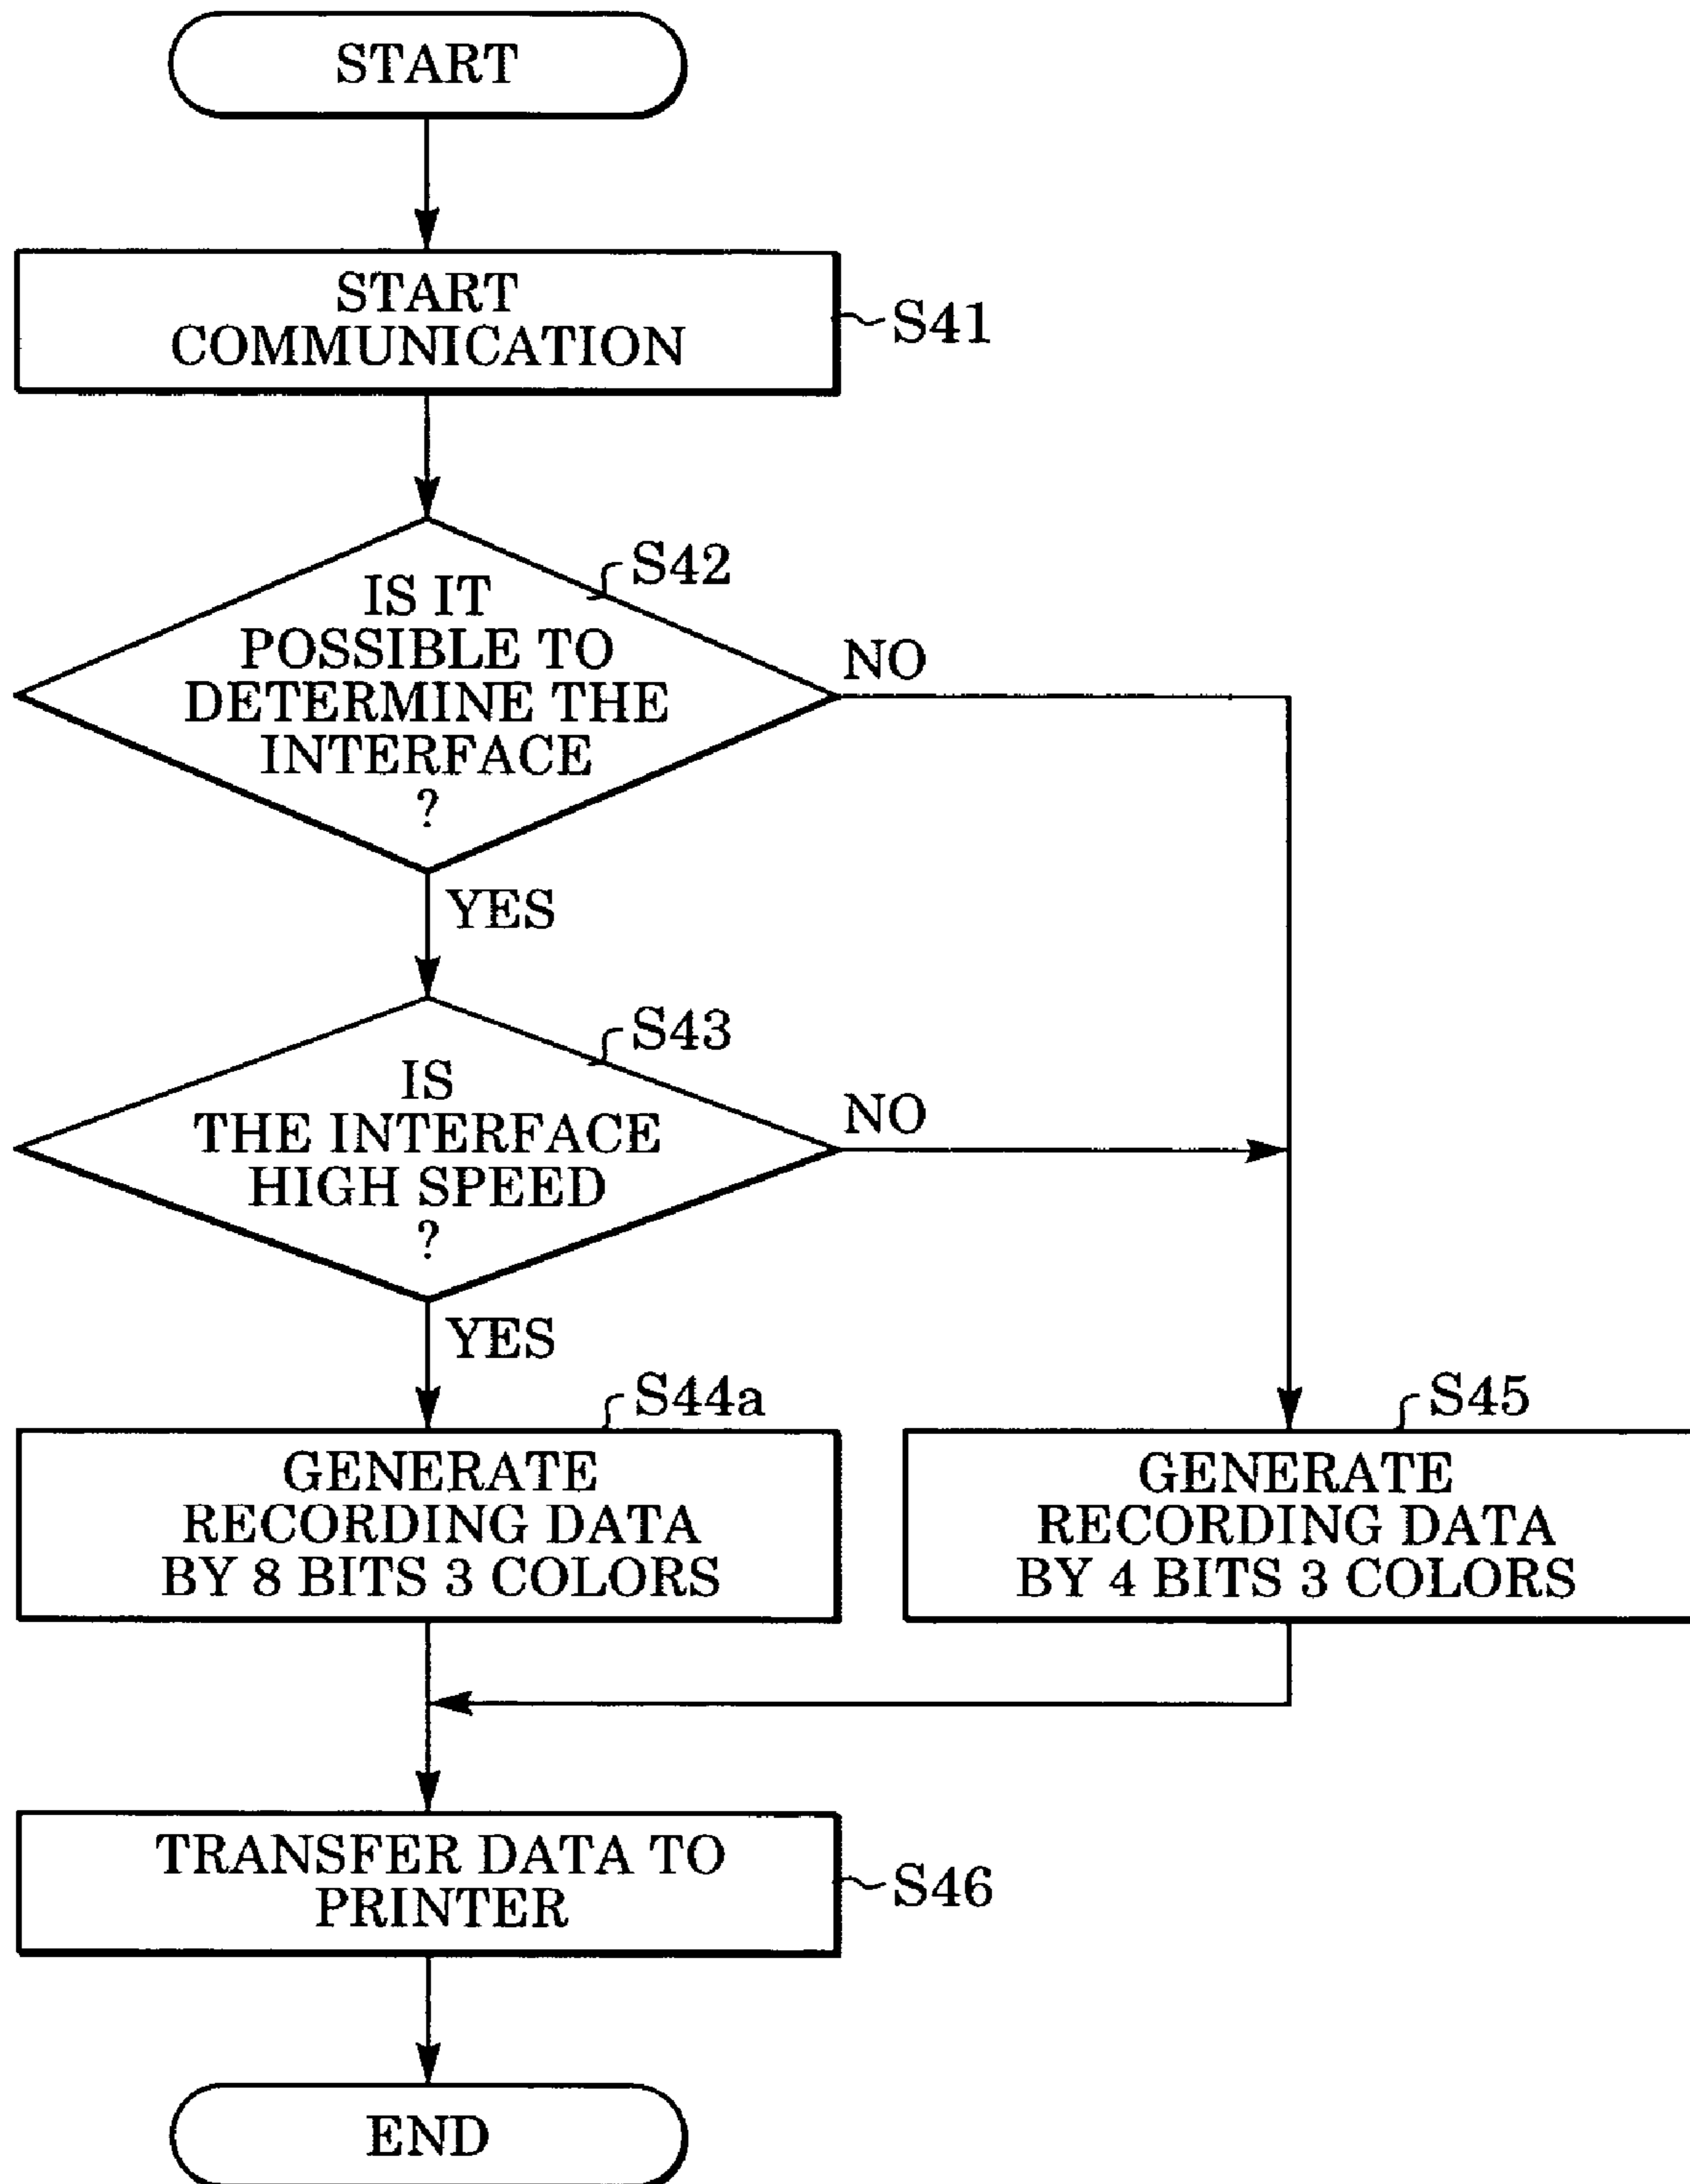 START
START
COMMUNICATION
S41
S42
IS IT
POSSIBLE TO
DETERMINE THE
INTERFACE
?
NO
YES
S43
IS
THE INTERFACE
HIGH SPEED
?
NO
YES
S44a
GENERATE
RECORDING DATA
BY 8 BITS 3 COLORS
S45
GENERATE
RECORDING DATA
BY 4 BITS 3 COLORS
TRANSFER DATA TO
PRINTER
S46
END